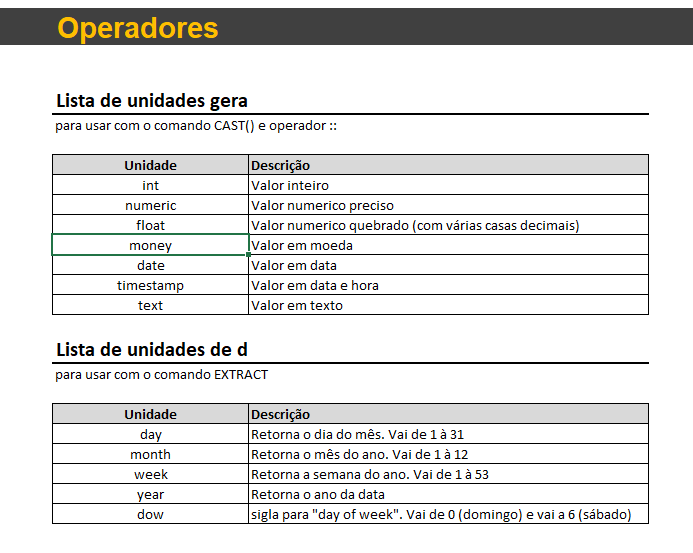 Operadores
Lista de unidades gera
para usar com o comando CAST() e operador ::
Unidade Descrição
int Valor inteiro
numeric Valor numerico preciso
float Valor numerico quebrado (com várias casas decimais)
money Valor em moeda
date Valor em data
timestamp Valor em data e hora
text Valor em texto
Lista de unidades de d
para usar com o comando EXTRACT
Unidade Descrição
day Retorna o dia do mês. Vai de 1 à 31
month Retorna o mês do ano. Vai de 1 à 12
week Retorna a semana do ano. Vai de 1 à 53
year Retorna o ano da data
dow sigla para "day of week". Vai de 0 (domingo) e vai a 6 (sábado)